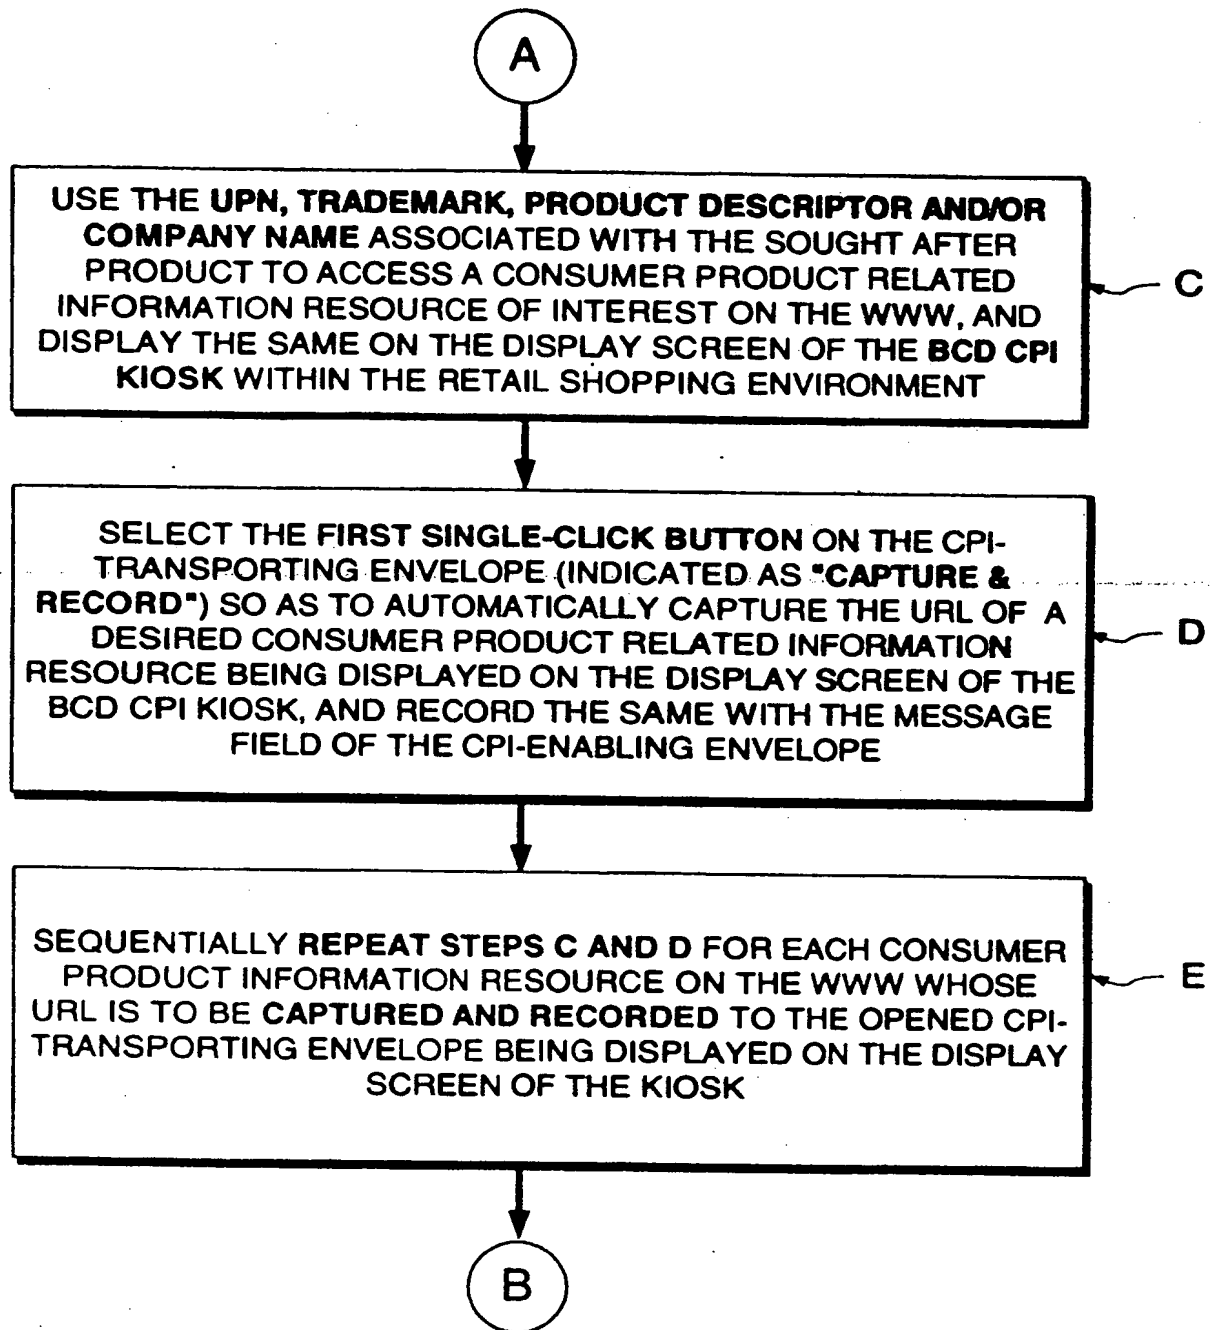 A
USE THE UPN, TRADEMARK, PRODUCT DESCRIPTOR AND/OR
COMPANY NAME ASSOCIATED WITH THE SOUGHT AFTER
PRODUCT TO ACCESS A CONSUMER PRODUCT RELATED
INFORMATION RESOURCE OF INTEREST ON THE WWW, AND
DISPLAY THE SAME ON THE DISPLAY SCREEN OF THE BCD CPI
KIOSK WITHIN THE RETAIL SHOPPING ENVIRONMENT
C
SELECT THE FIRST SINGLE-CLICK BUTTON ON THE CPI-
TRANSPORTING ENVELOPE (INDICATED AS "CAPTURE &
RECORD") SO AS TO AUTOMATICALLY CAPTURE THE URL OF A
DESIRED CONSUMER PRODUCT RELATED INFORMATION
RESOURCE BEING DISPLAYED ON THE DISPLAY SCREEN OF THE
BCD CPI KIOSK, AND RECORD THE SAME WITH THE MESSAGE
FIELD OF THE CPI-ENABLING ENVELOPE
D
SEQUENTIALLY REPEAT STEPS C AND D FOR EACH CONSUMER
PRODUCT INFORMATION RESOURCE ON THE WWW WHOSE
URL IS TO BE CAPTURED AND RECORDED TO THE OPENED CPI-
TRANSPORTING ENVELOPE BEING DISPLAYED ON THE DISPLAY
SCREEN OF THE KIOSK
E
B